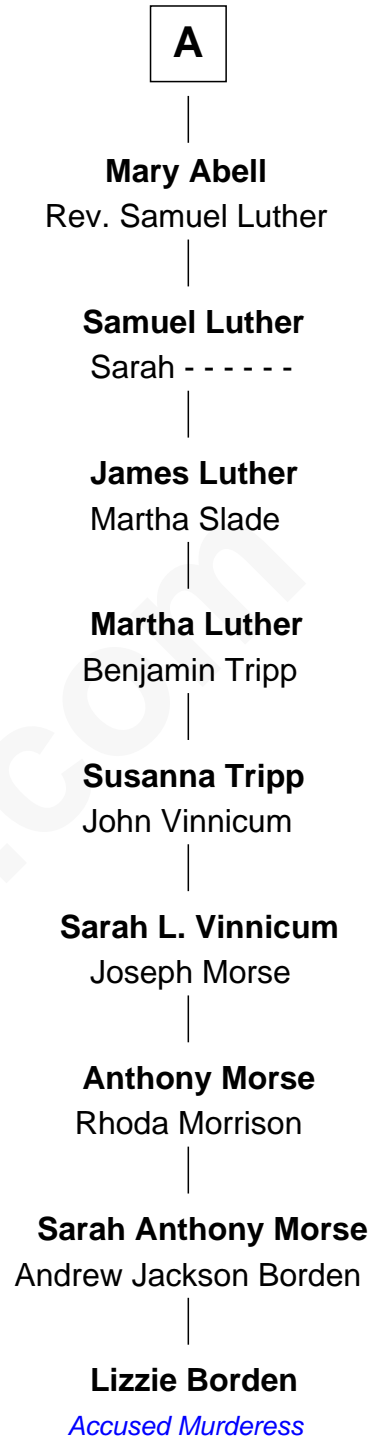 A
Mary Abell
Rev. Samuel Luther
Samuel Luther
Sarah - - - - - -
James Luther
Martha Slade
Martha Luther
Benjamin Tripp
Susanna Tripp
John Vinnicum
Sarah L. Vinnicum
Joseph Morse
Anthony Morse
Rhoda Morrison
Sarah Anthony Morse
Andrew Jackson Borden
Lizzie Borden
Accused Murderess